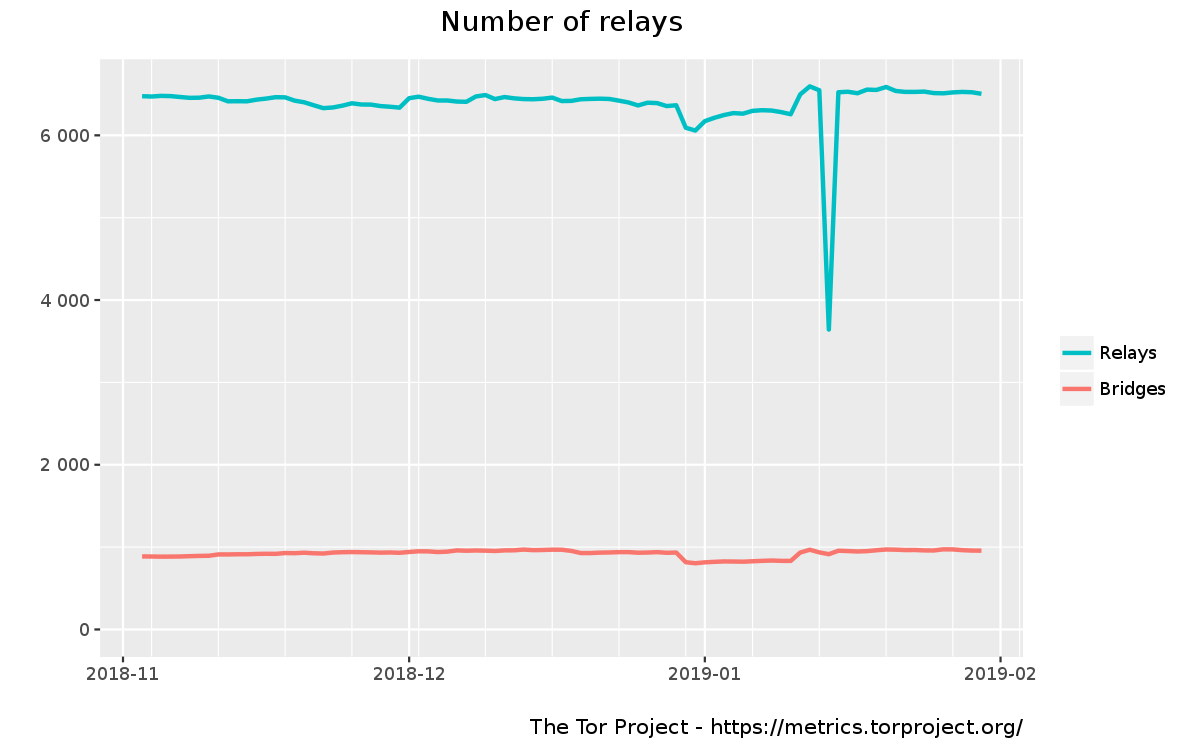 Number of relays
6 000
4 000
2 000
0
2018-11
2018-12
2019-01
2019-02
Relays
Bridges
The Tor Project - https://metrics.torproject.org/